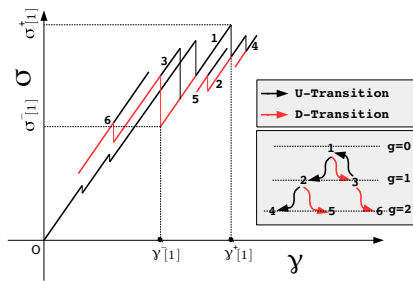 σ⁺[1]
σ
σ⁻[1]
O
γ⁻[1]
γ⁺[1]
γ
1
2
3
4
5
6
U-Transition
D-Transition
1 g=0
2 3 g=1
4 5 6 g=2